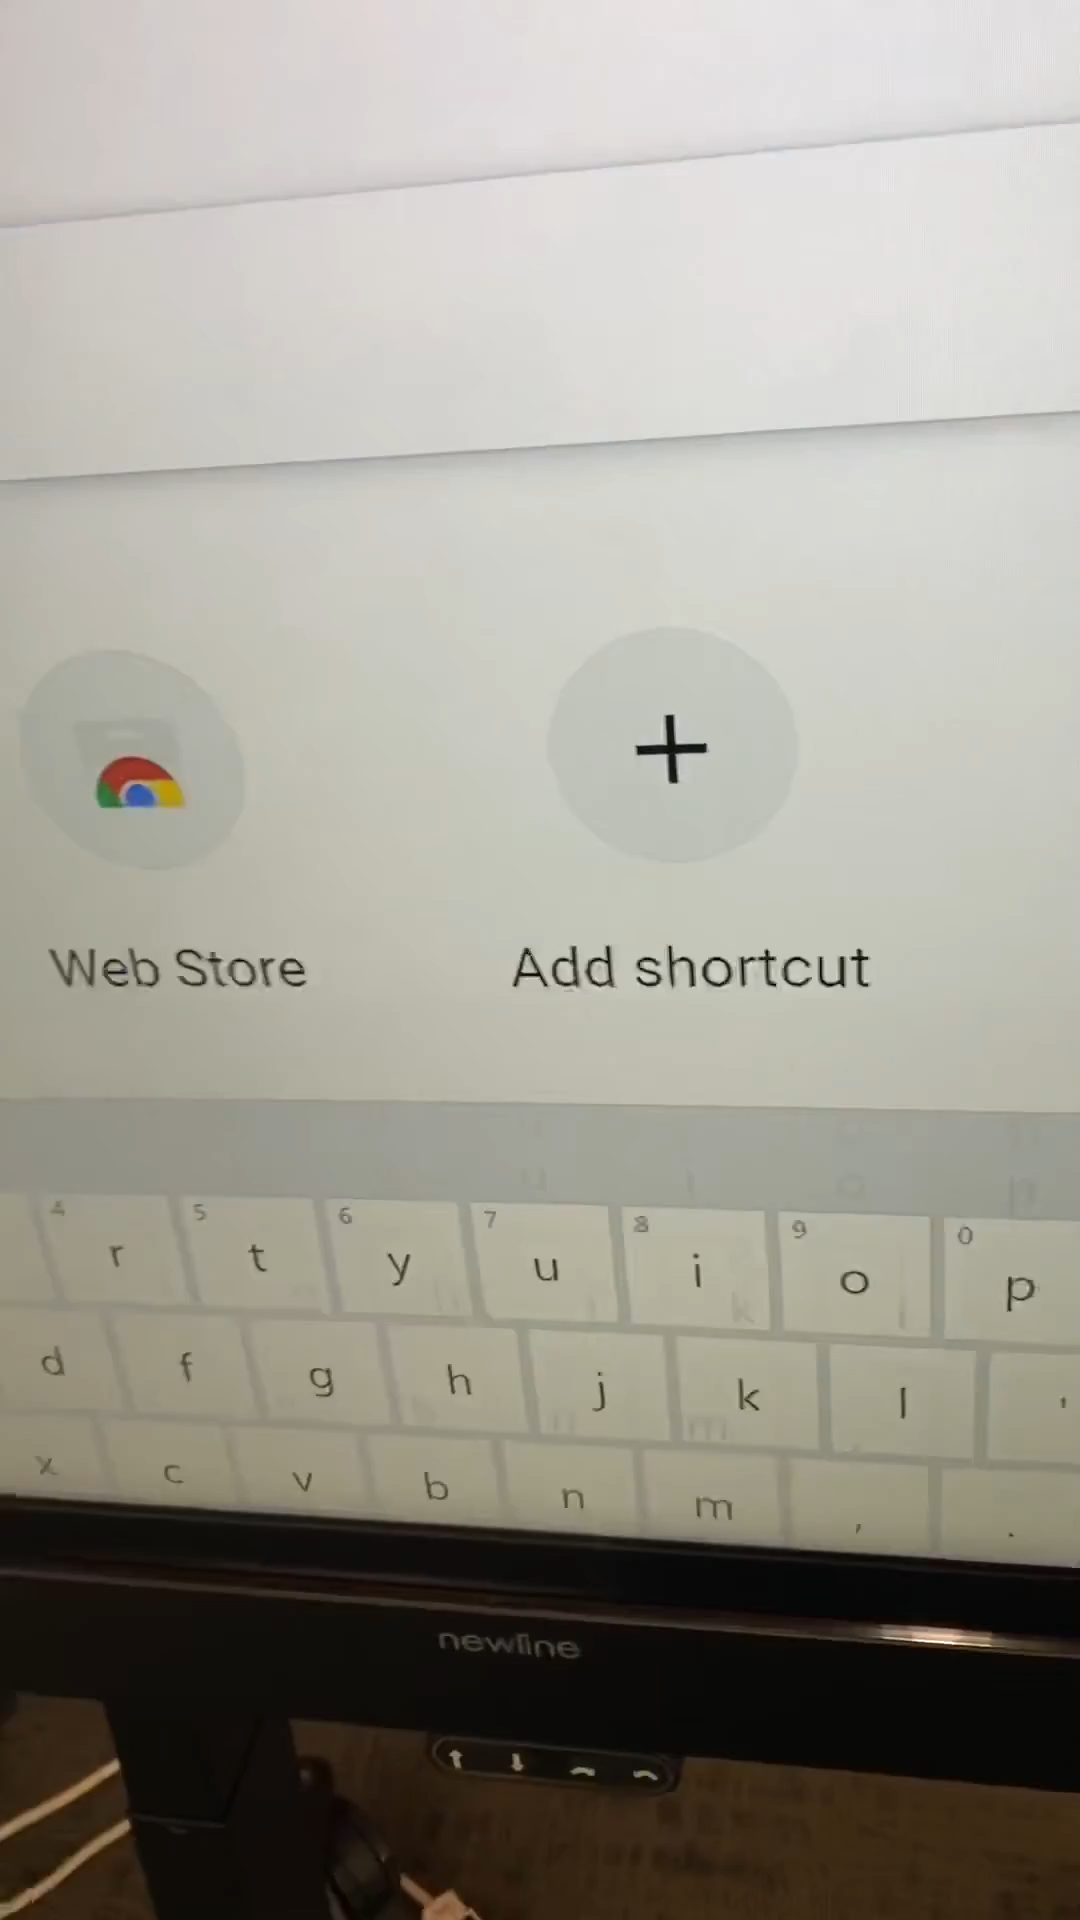 Web Store
Add shortcut
4 5 6 7 8 9 0
r t y u i o p
d f g h j k l '
x c v b n m , .
newline